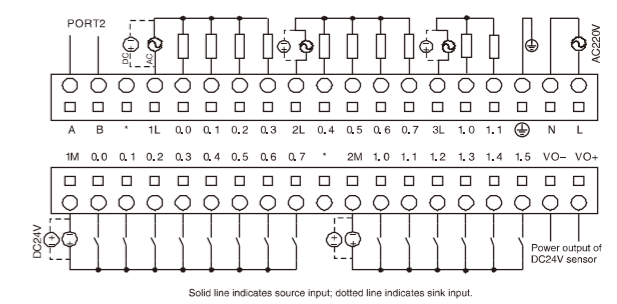 PORT2
DC
AC
AC220V
A B * 1L 0.0 0.1 0.2 0.3 2L 0.4 0.5 0.6 0.7 3L 1.0 1.1 N L
1M 0.0 0.1 0.2 0.3 0.4 0.5 0.6 0.7 * 2M 1.0 1.1 1.2 1.3 1.4 1.5 VO- VO+
DC24V
Power output of
DC24V sensor
Solid line indicates source input; dotted line indicates sink input.